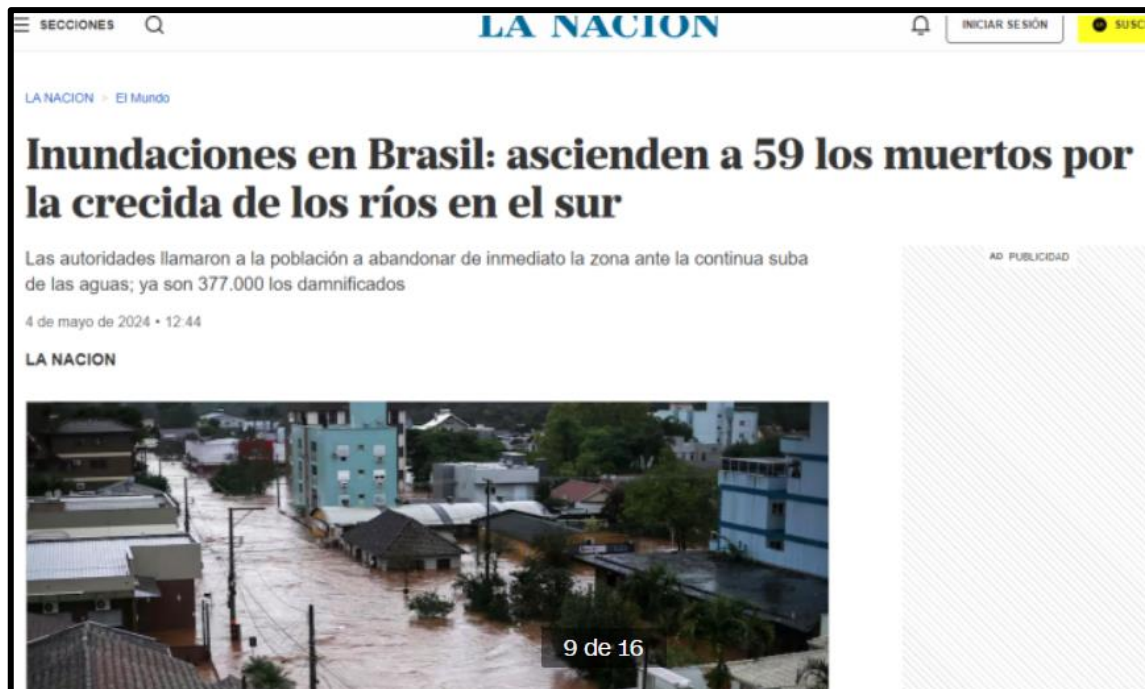 SECCIONES
LA NACION
INICIAR SESIÓN
SUSC
LA NACION > El Mundo
Inundaciones en Brasil: ascienden a 59 los muertos por
la crecida de los ríos en el sur
Las autoridades llamaron a la población a abandonar de inmediato la zona ante la continua suba
de las aguas; ya son 377.000 los damnificados
4 de mayo de 2024 • 12:44
LA NACION
AD PUBLICIDAD
9 de 16